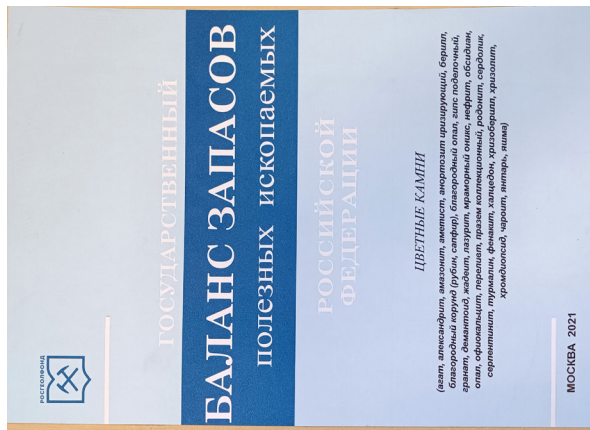 РОСГЕОЛФОНД
ГОСУДАРСТВЕННЫЙ
БАЛАНС ЗАПАСОВ
полезных ископаемых
РОССИЙСКОЙ
ФЕДЕРАЦИИ
ЦВЕТНЫЕ КАМНИ
(агат, александрит, амазонит, аметист, анортозит иризирующий, берилл,
благородный корунд (рубин, сапфир), благородный опал, гипс поделочный,
гранат, демантоид, жадеит, лазурит, мраморный оникс, нефрит, обсидиан,
опал, офиокальцит, переливт, празем коллекционный, родонит, сердолик,
серпентинит, турмалин, фенакит, халцедон, хризоберилл, хризолит,
хромдиопсид, чароит, янтарь, яшма)
МОСКВА 2021